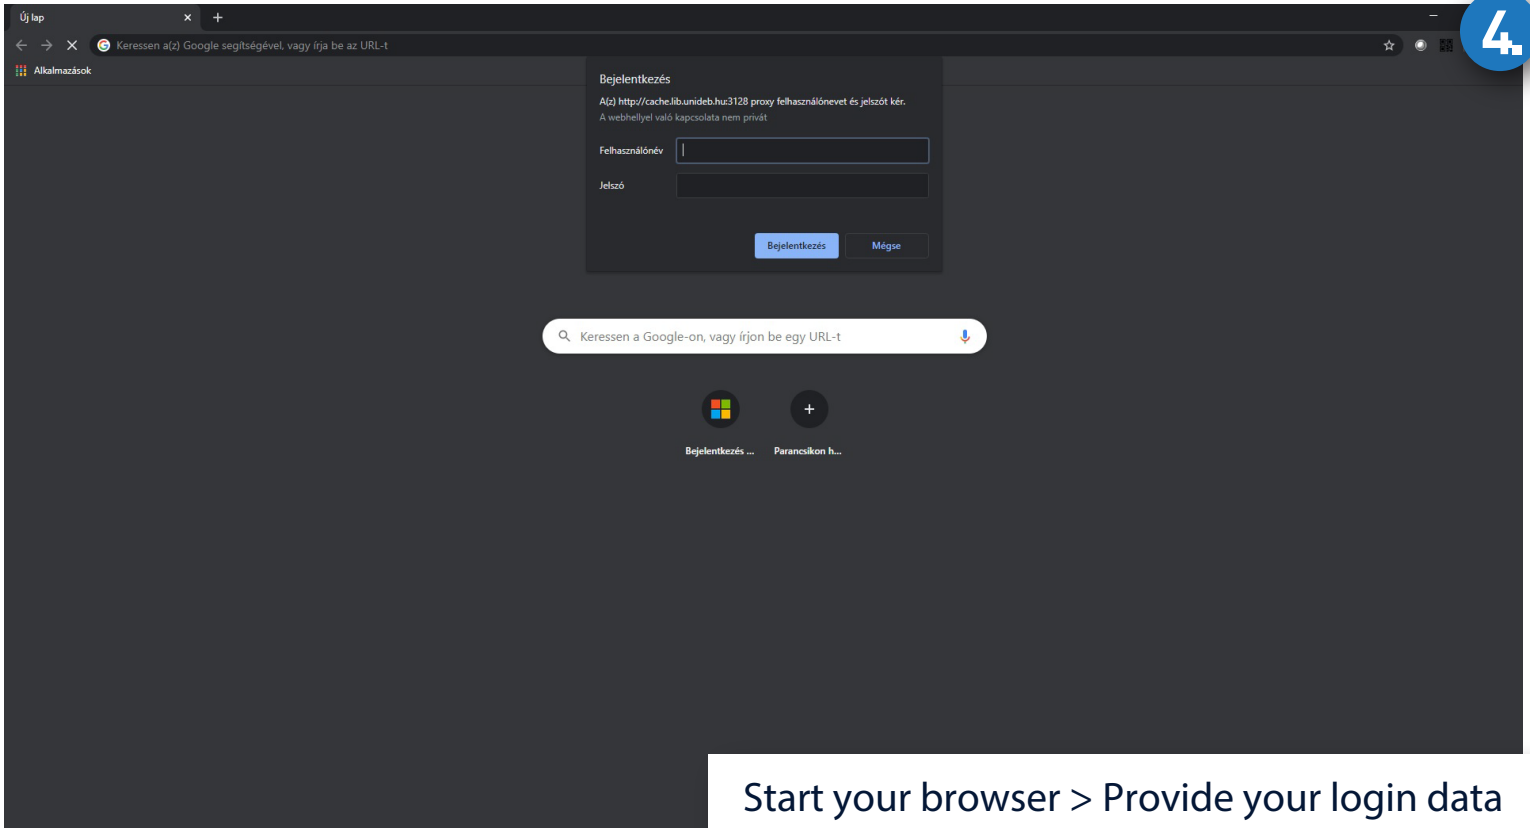 Új lap
4.
Keressen a(z) Google segítségével, vagy írja be az URL-t
Alkalmazások
Bejelentkezés
A(z) http://cache.lib.unideb.hu:3128 proxy felhasználónevet és jelszót kér.
A webhellyel való kapcsolata nem privát
Felhasználónév
Jelszó
Bejelentkezés Mégse
Keressen a Google-on, vagy írjon be egy URL-t
Bejelentkezés ... Parancsikon h...
Start your browser > Provide your login data